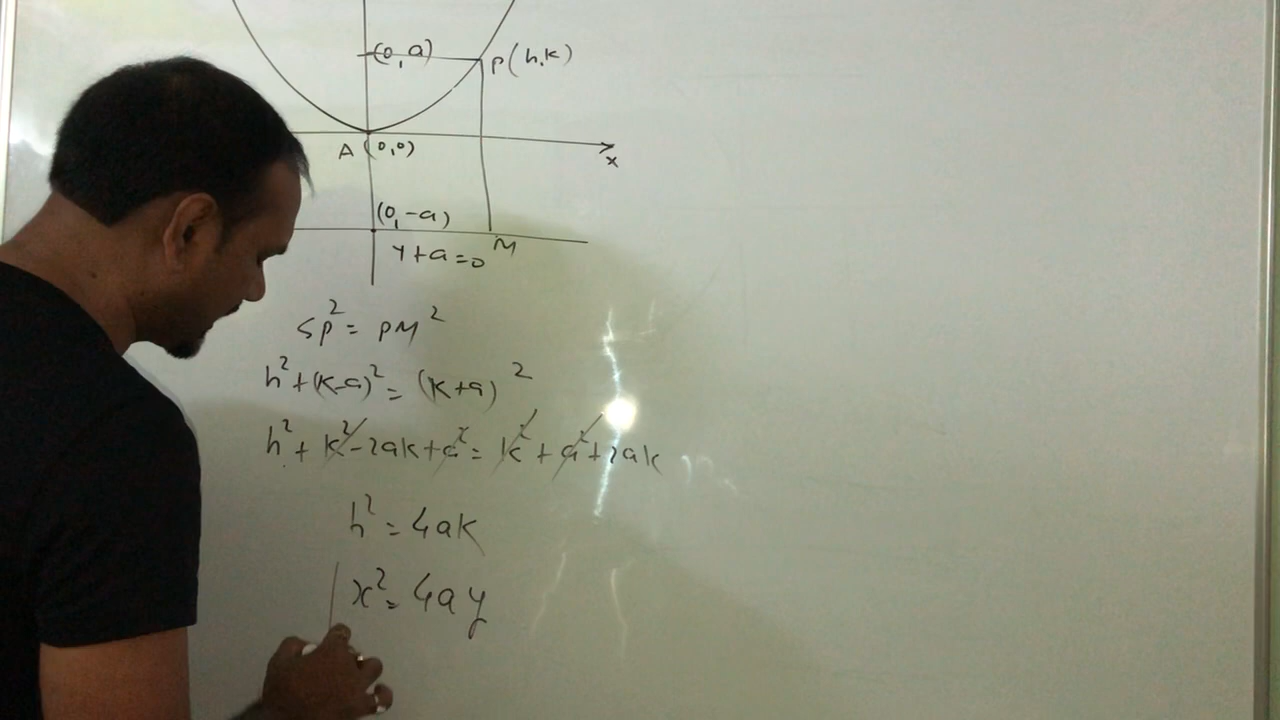 (0, a)
P(h,k)
A (0,0)
x
(0,-a)
M
y+a=0
SP² = PM²
h²+(k-a)² = (k+a)²
h² + k² - 2ak + a² = k² + a² + 2ak
h² = 4ak
x² = 4ay